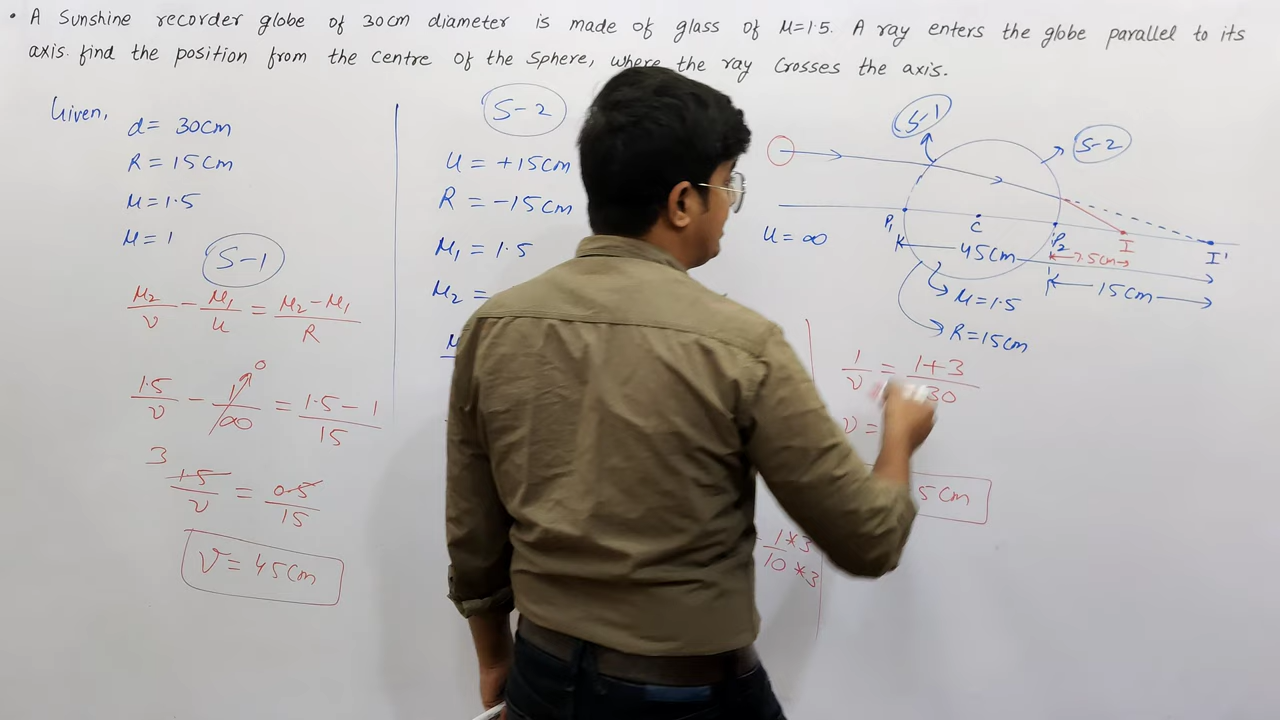 • A Sunshine recorder globe of 30cm diameter is made of glass of μ=1.5. A ray enters the globe parallel to its
axis. find the position from the centre of the Sphere, where the ray Crosses the axis.
Given,
d = 30cm
R = 15cm
μ = 1.5
μ = 1
S-1
μ2/v - μ1/u = μ2-μ1/R
1.5/v - 1/∞ 0 = 1.5-1/15
3
1.5/v = 0.5/15
v = 45cm
S-2
u = +15cm
R = -15cm
μ1 = 1.5
μ2 =
S-1
S-2
P1
C
P2
I
I'
u = ∞
45cm
7.5cm
15cm
μ=1.5
R=15cm
1/v = 1+3/30
v =
5cm
1*3/10*3